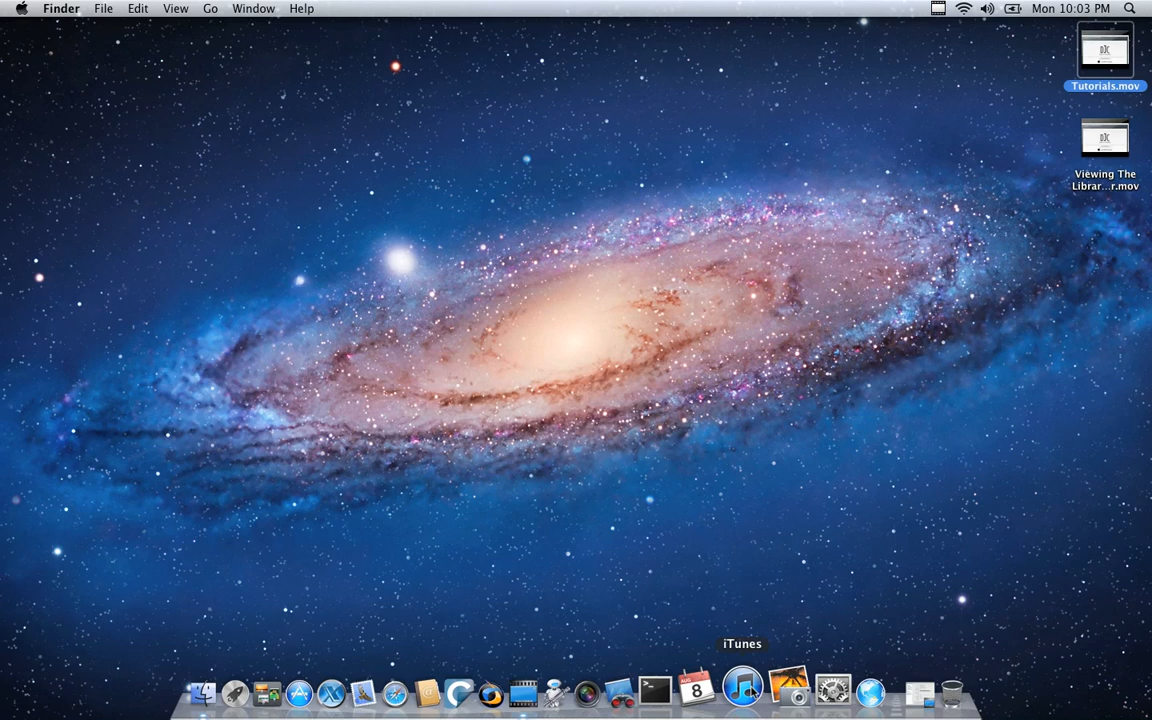 Finder File Edit View Go Window Help Mon 10:03 PM
Tutorials.mov
Viewing The
Librar...r.mov
iTunes
AUG
8